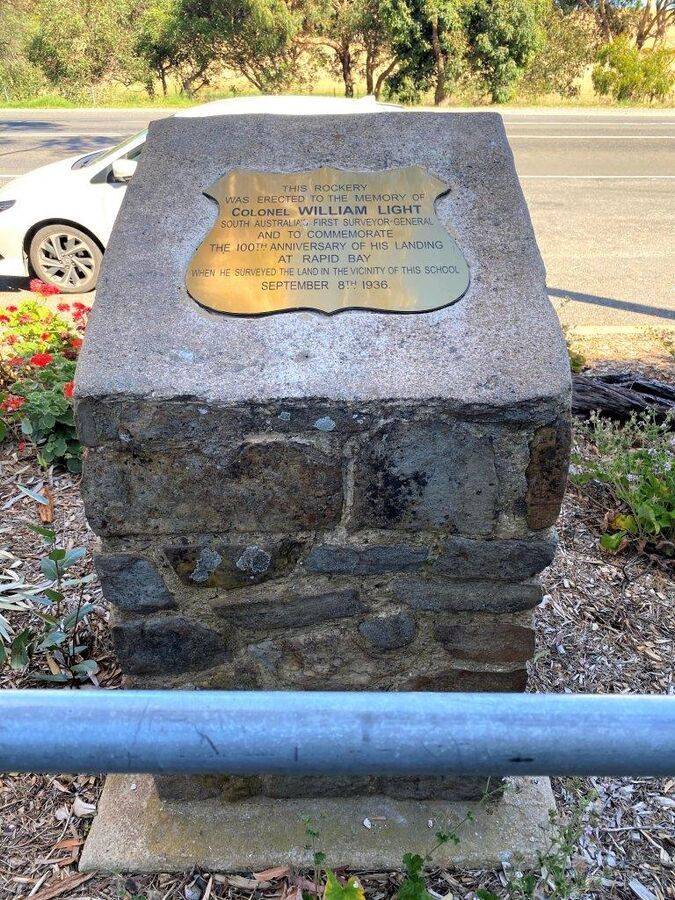 THIS ROCKERY
WAS ERECTED TO THE MEMORY OF
COLONEL WILLIAM LIGHT
SOUTH AUSTRALIA'S FIRST SURVEYOR-GENERAL
AND TO COMMEMORATE
THE 100TH ANNIVERSARY OF HIS LANDING
AT RAPID BAY
WHEN HE SURVEYED THE LAND IN THE VICINITY OF THIS SCHOOL
SEPTEMBER 8TH 1936.